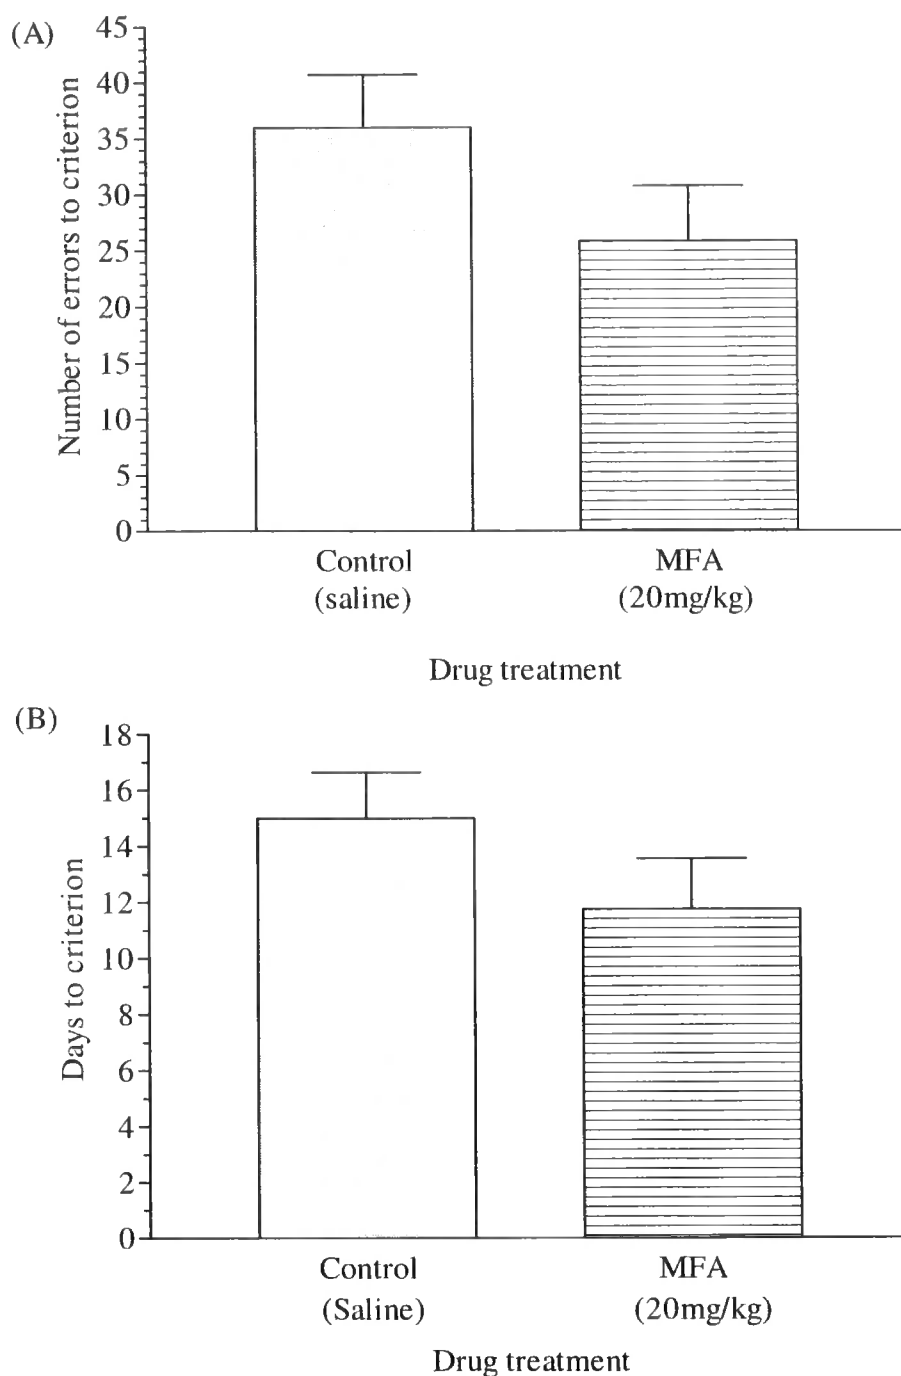 (A)
Number of errors to criterion
45
40
35
30
25
20
15
10
5
0
Control
(saline)
MFA
(20mg/kg)
Drug treatment
(B)
Days to criterion
18
16
14
12
10
8
6
4
2
0
Control
(Saline)
MFA
(20mg/kg)
Drug treatment